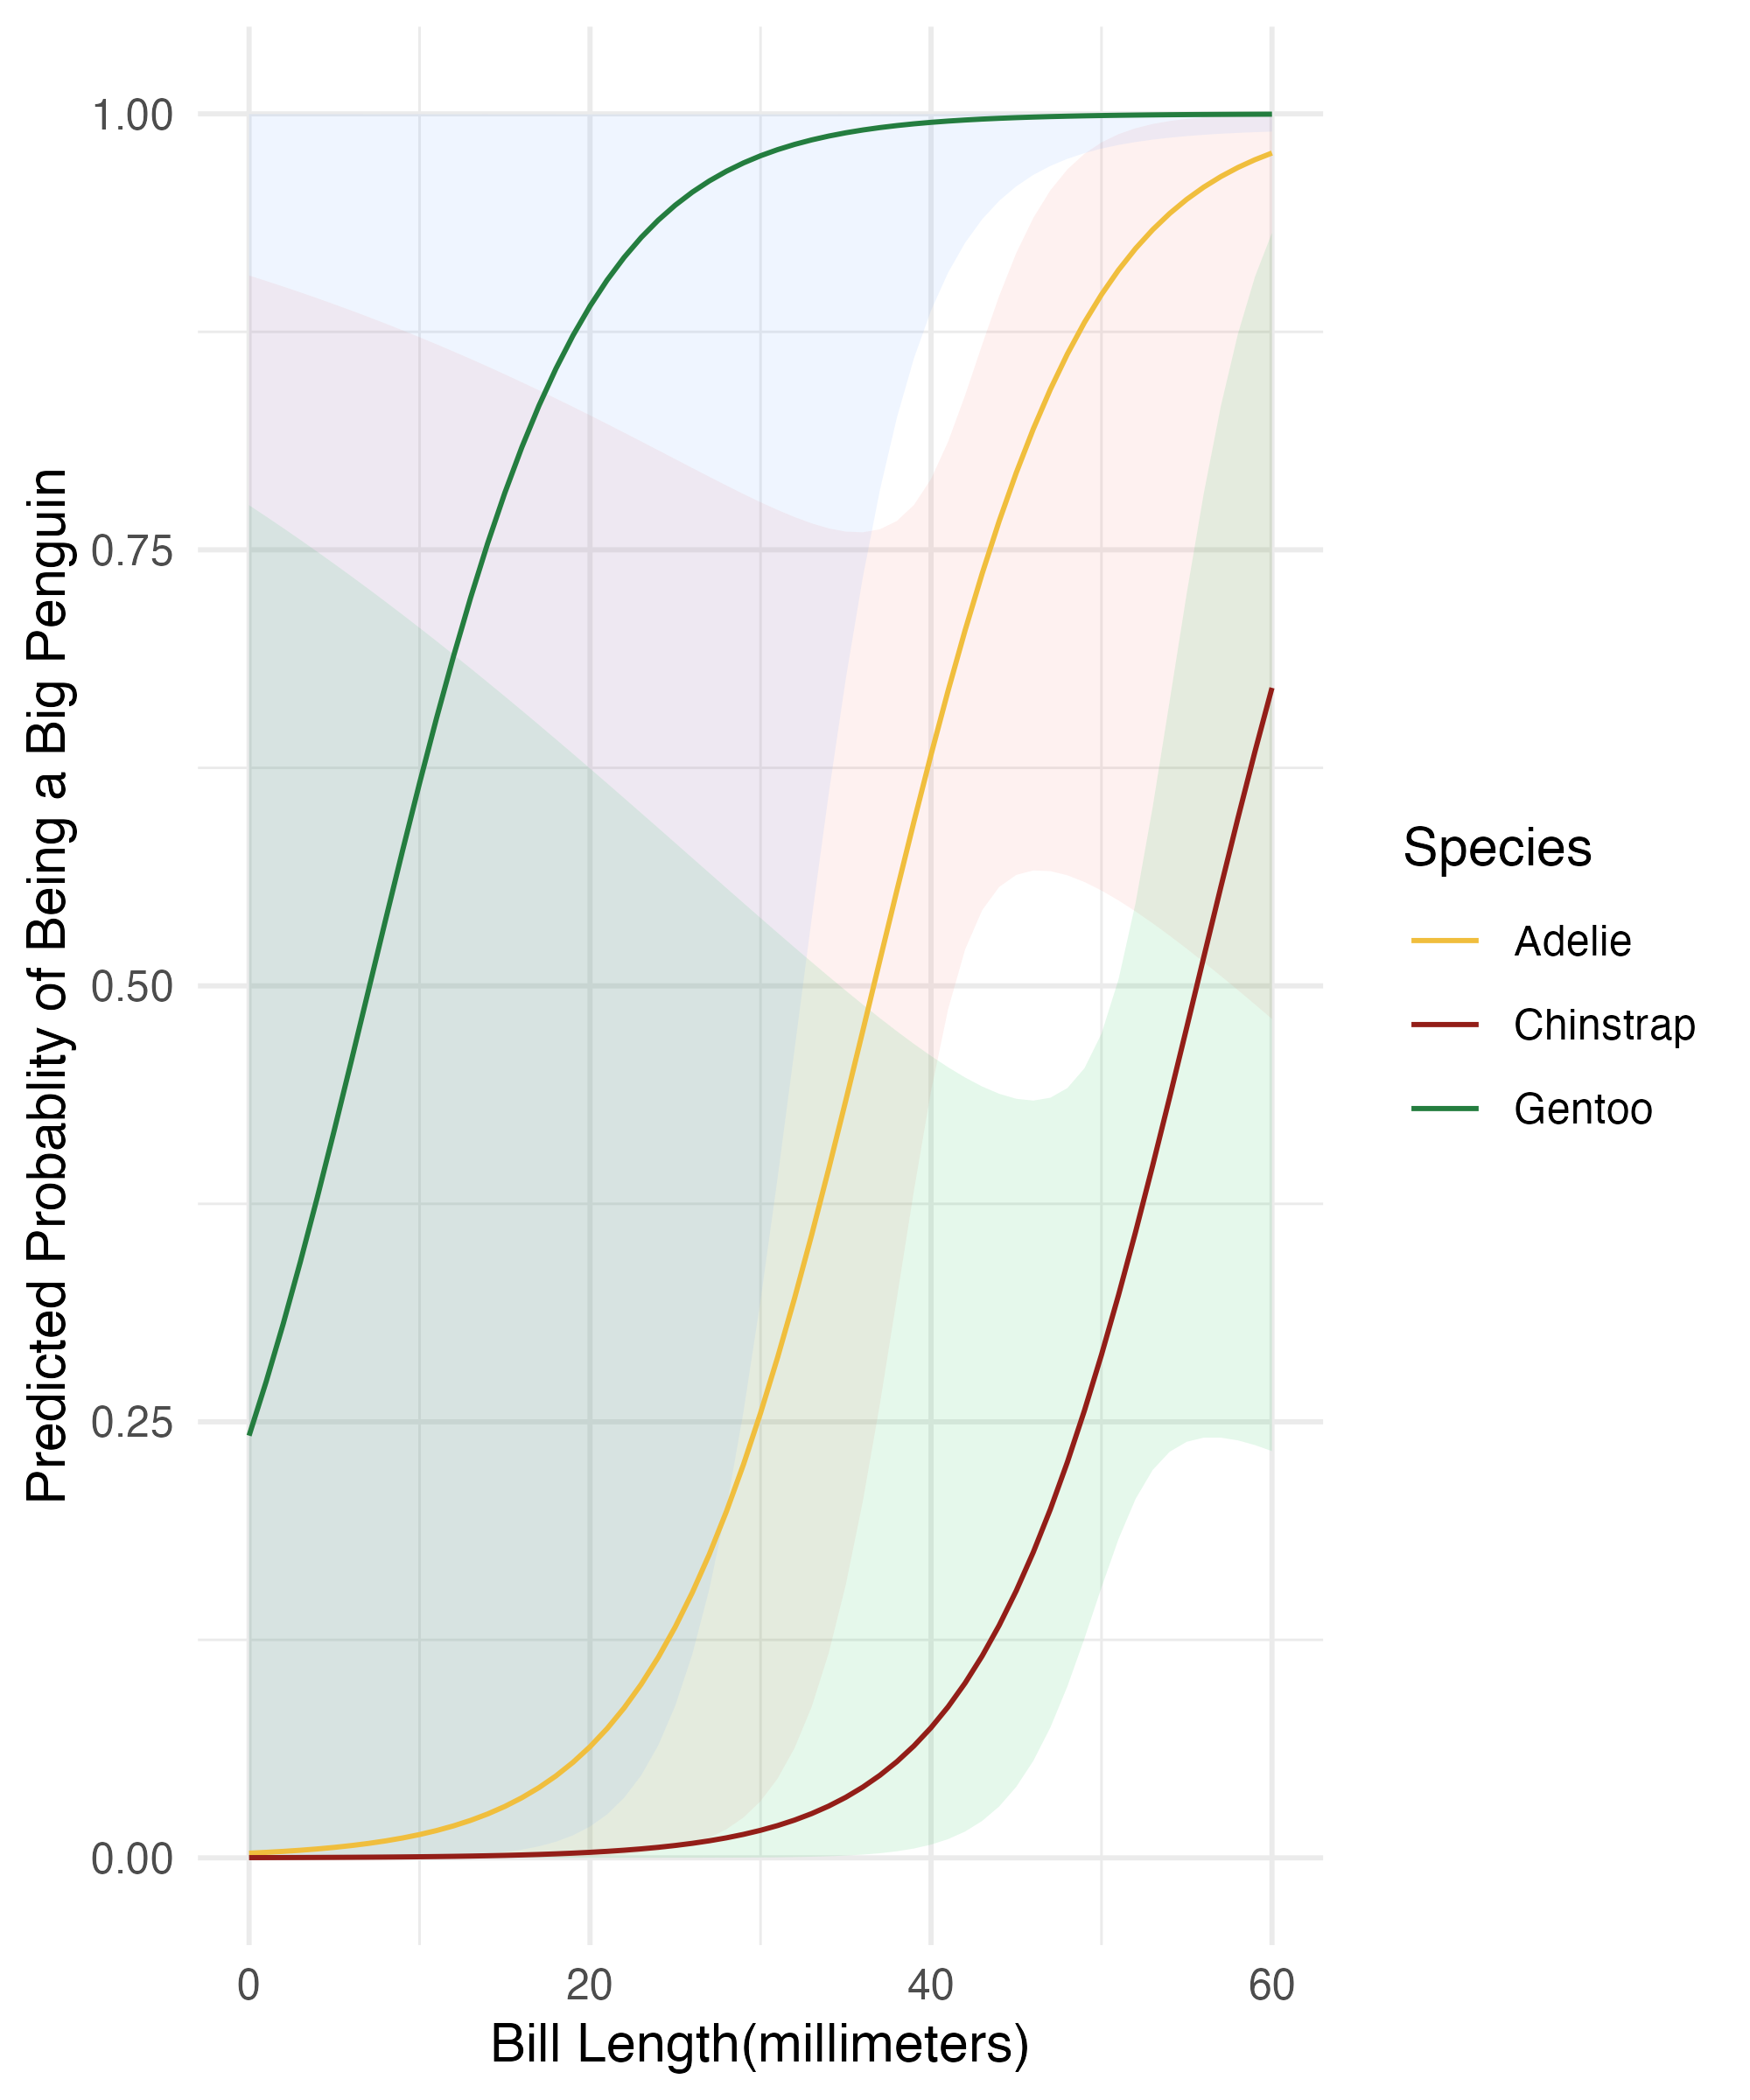 Predicted Probablity of Being a Big Penguin
1.00
0.75
0.50
0.25
0.00
0
20
40
60
Bill Length(millimeters)
Species
Adelie
Chinstrap
Gentoo